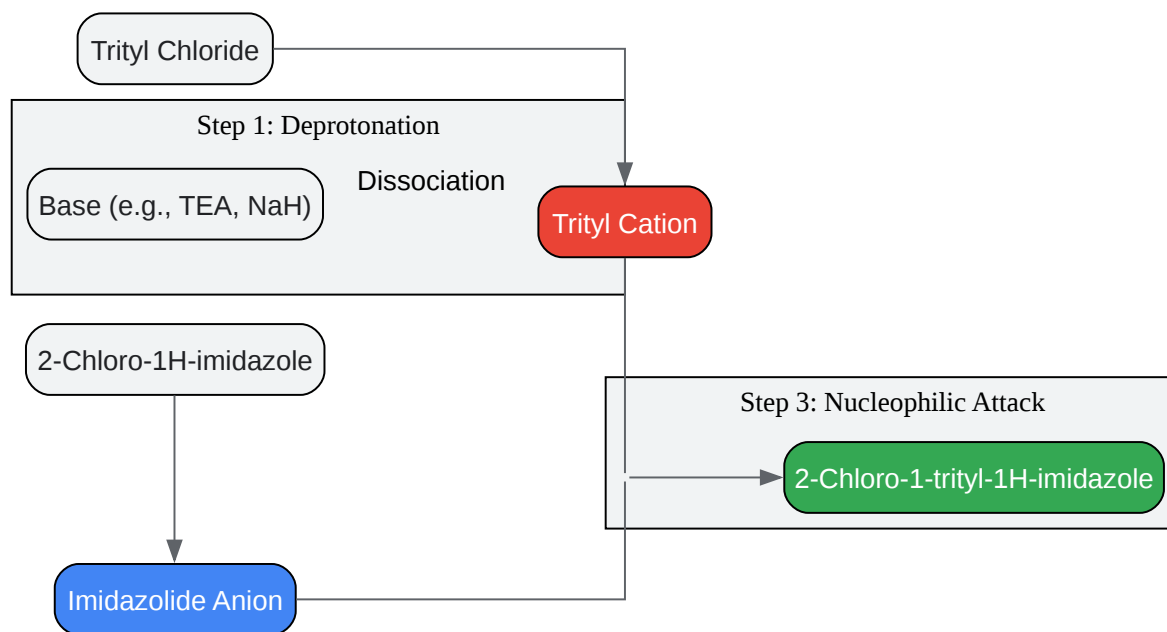 Trityl Chloride
Step 1: Deprotonation
Dissociation
Base (e.g., TEA, NaH)
Trityl Cation
2-Chloro-1H-imidazole
Step 3: Nucleophilic Attack
2-Chloro-1-trityl-1H-imidazole
Imidazolide Anion